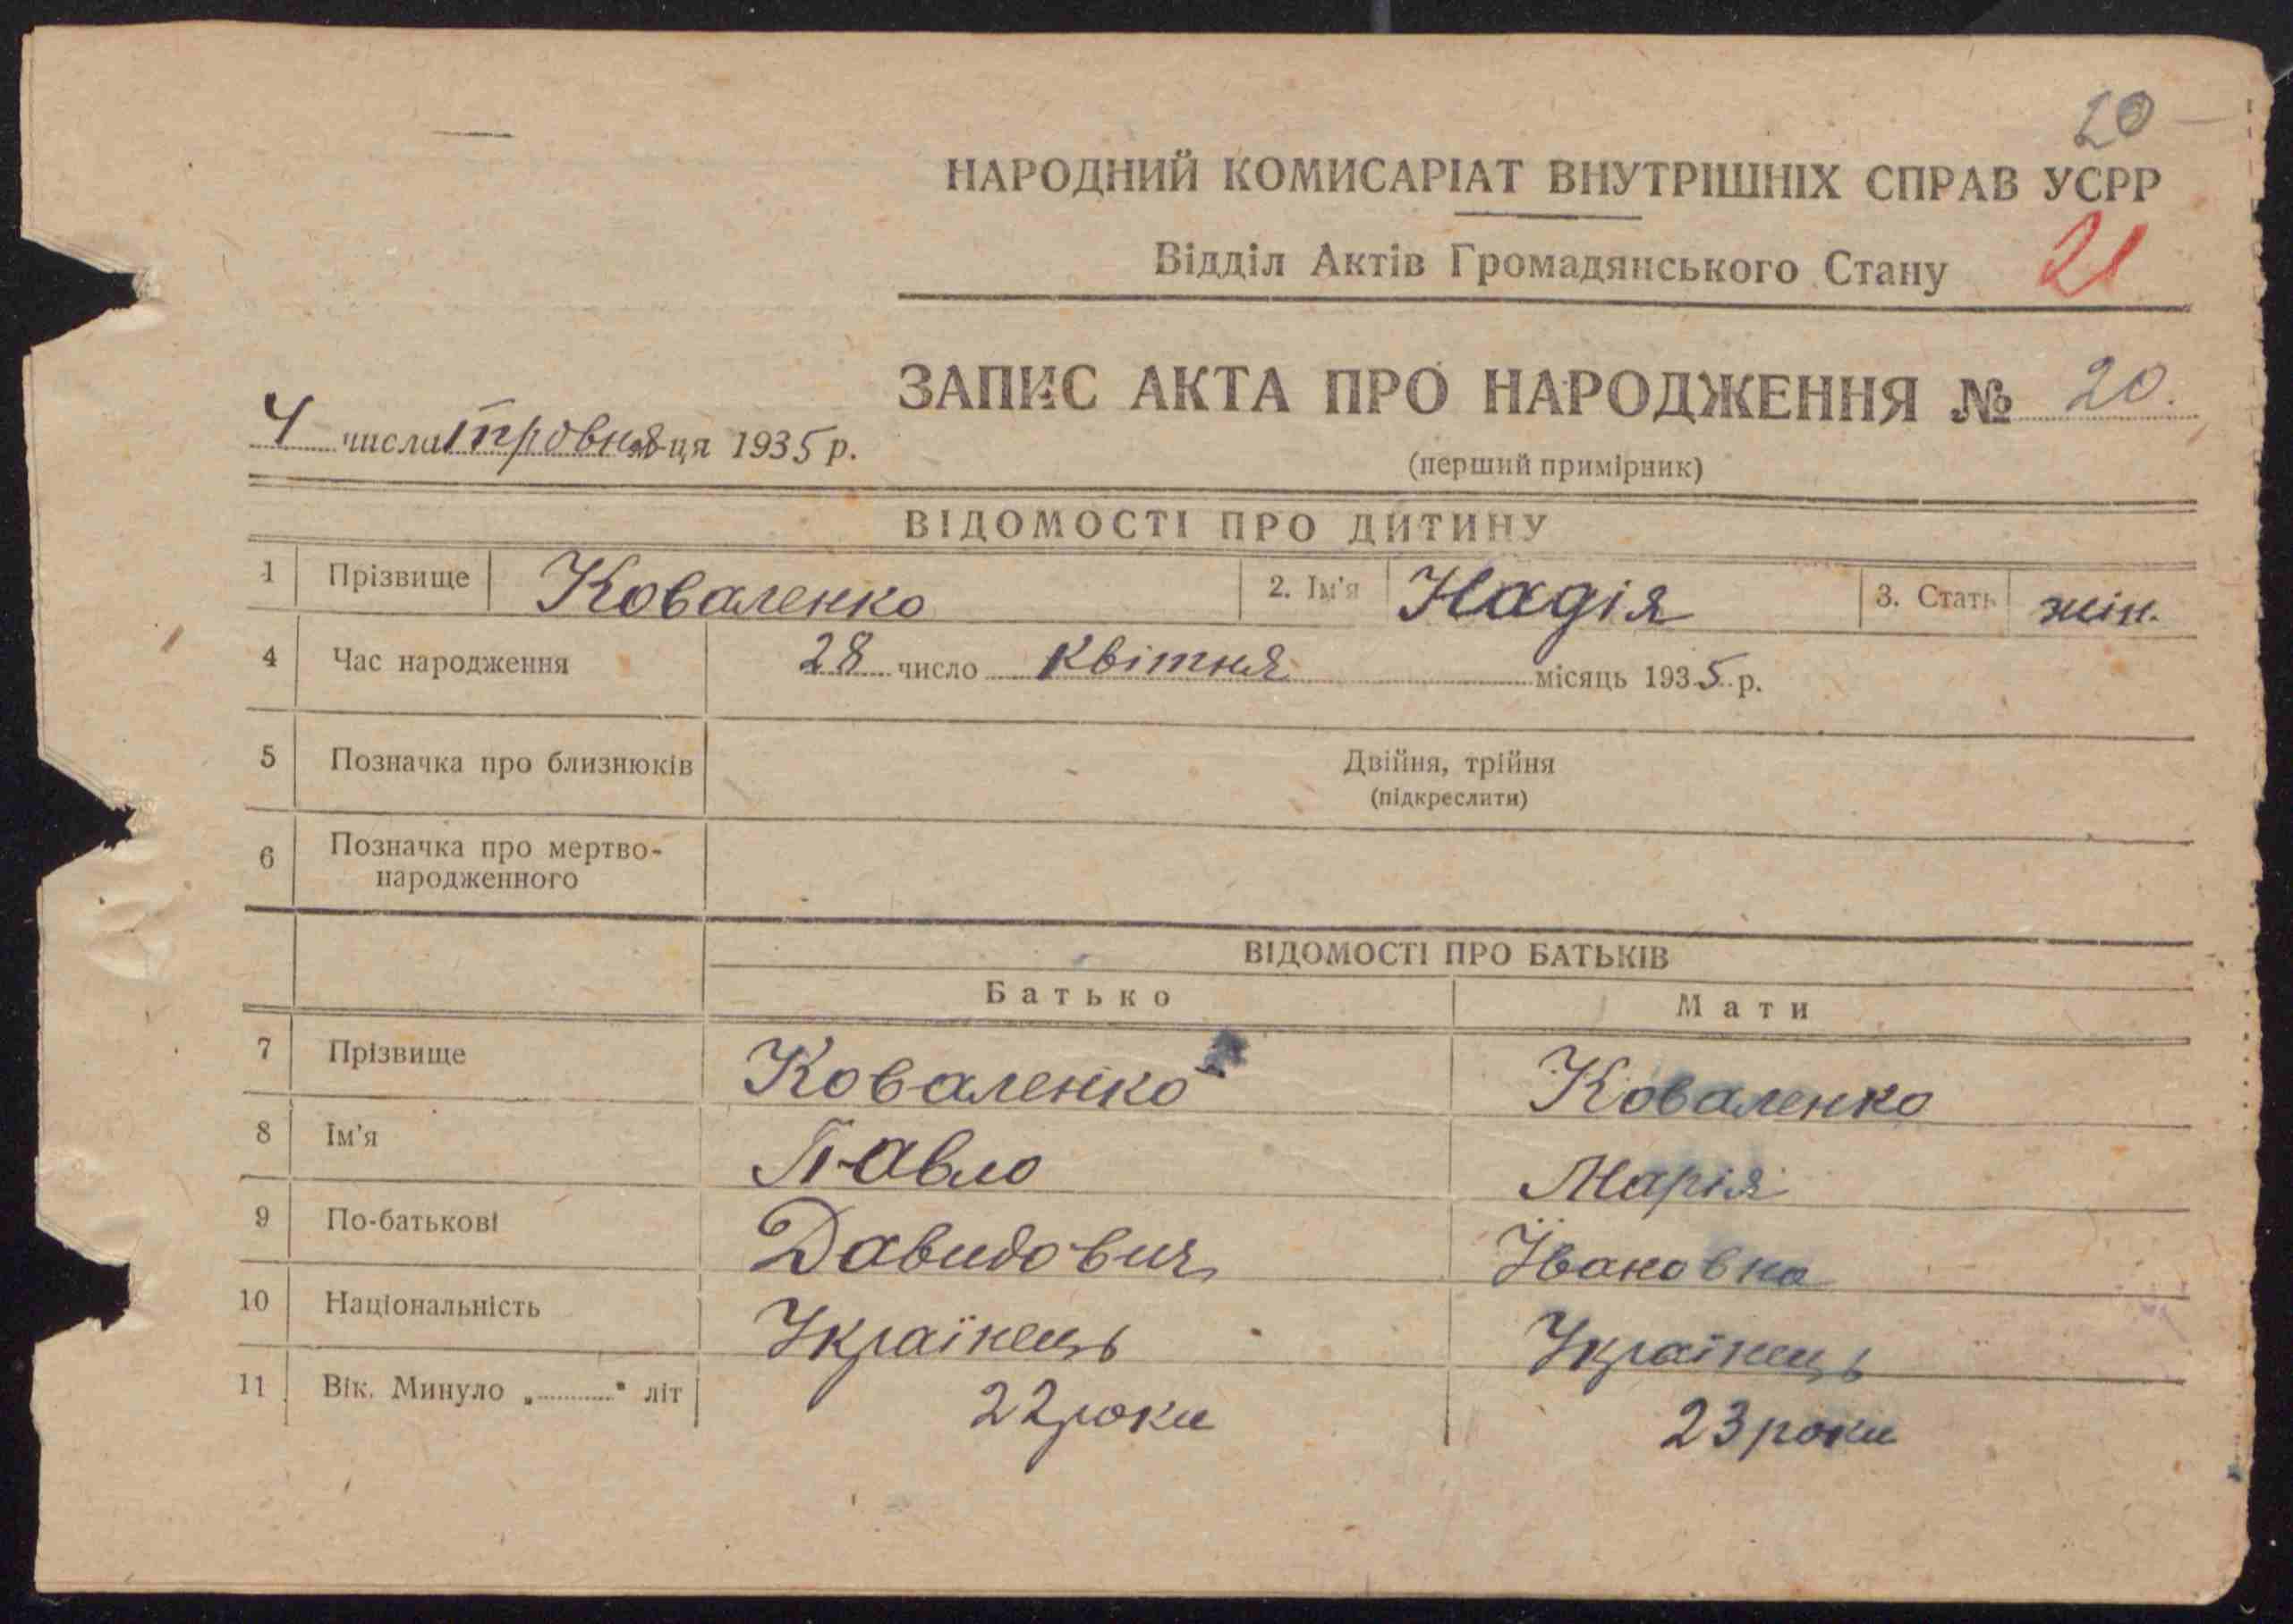 20
НАРОДНИЙ КОМИСАРІАТ ВНУТРІШНІХ СПРАВ УСРР
Відділ Актів Громадянського Стану 21
ЗАПИС АКТА ПРО НАРОДЖЕННЯ № 20.
4 числа травня ця 1935 р.
(перший примірник)
ВІДОМОСТІ ПРО ДИТИНУ
1 Прізвище Коваленко 2. Ім'я Надія 3. Стать жін.
4 Час народження 28 число квітня місяць 1935 р.
5 Позначка про близнюків Двійня, трійня
(підкреслити)
6 Позначка про мертво-
народженного
ВІДОМОСТІ ПРО БАТЬКІВ
Батько Мати
7 Прізвище Коваленко Коваленко
8 Ім'я Павло Марія
9 По-батькові Давидович Йвановна
10 Національність Українець Українець
11 Вік. Минуло „..........“ літ 22 роки 23 роки